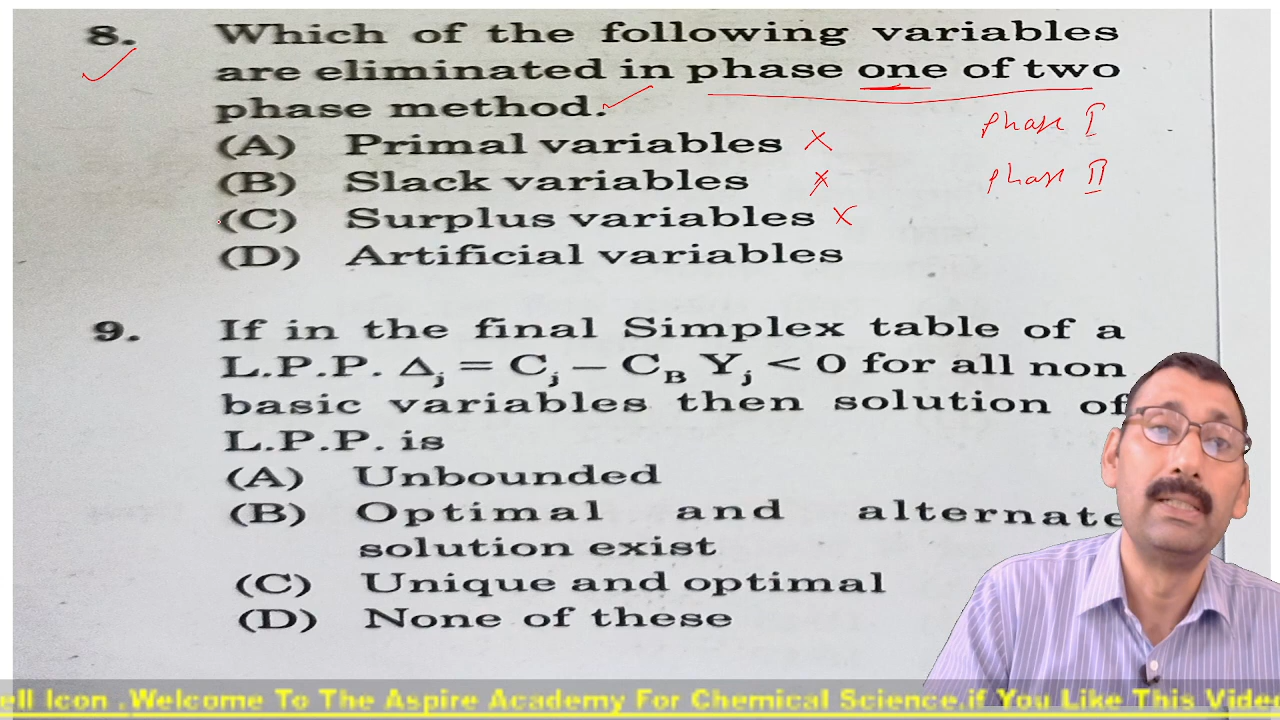 8. Which of the following variables
are eliminated in phase one of two
phase method.
(A) Primal variables
(B) Slack variables
(C) Surplus variables
(D) Artificial variables
phase I
phase II
9. If in the final Simplex table of a
L.P.P. Δj = Cj – CB Yj < 0 for all non
basic variables then solution of
L.P.P. is
(A) Unbounded
(B) Optimal and alternate
solution exist
(C) Unique and optimal
(D) None of these
ell Icon .Welcome To The Aspire Academy For Chemical Science.if You Like This Vide